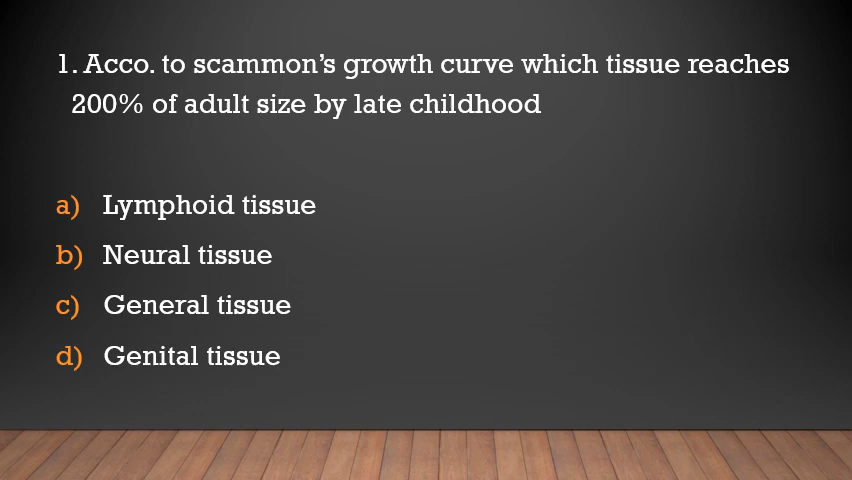 1. Acco. to scammon’s growth curve which tissue reaches
200% of adult size by late childhood
a) Lymphoid tissue
b) Neural tissue
c) General tissue
d) Genital tissue